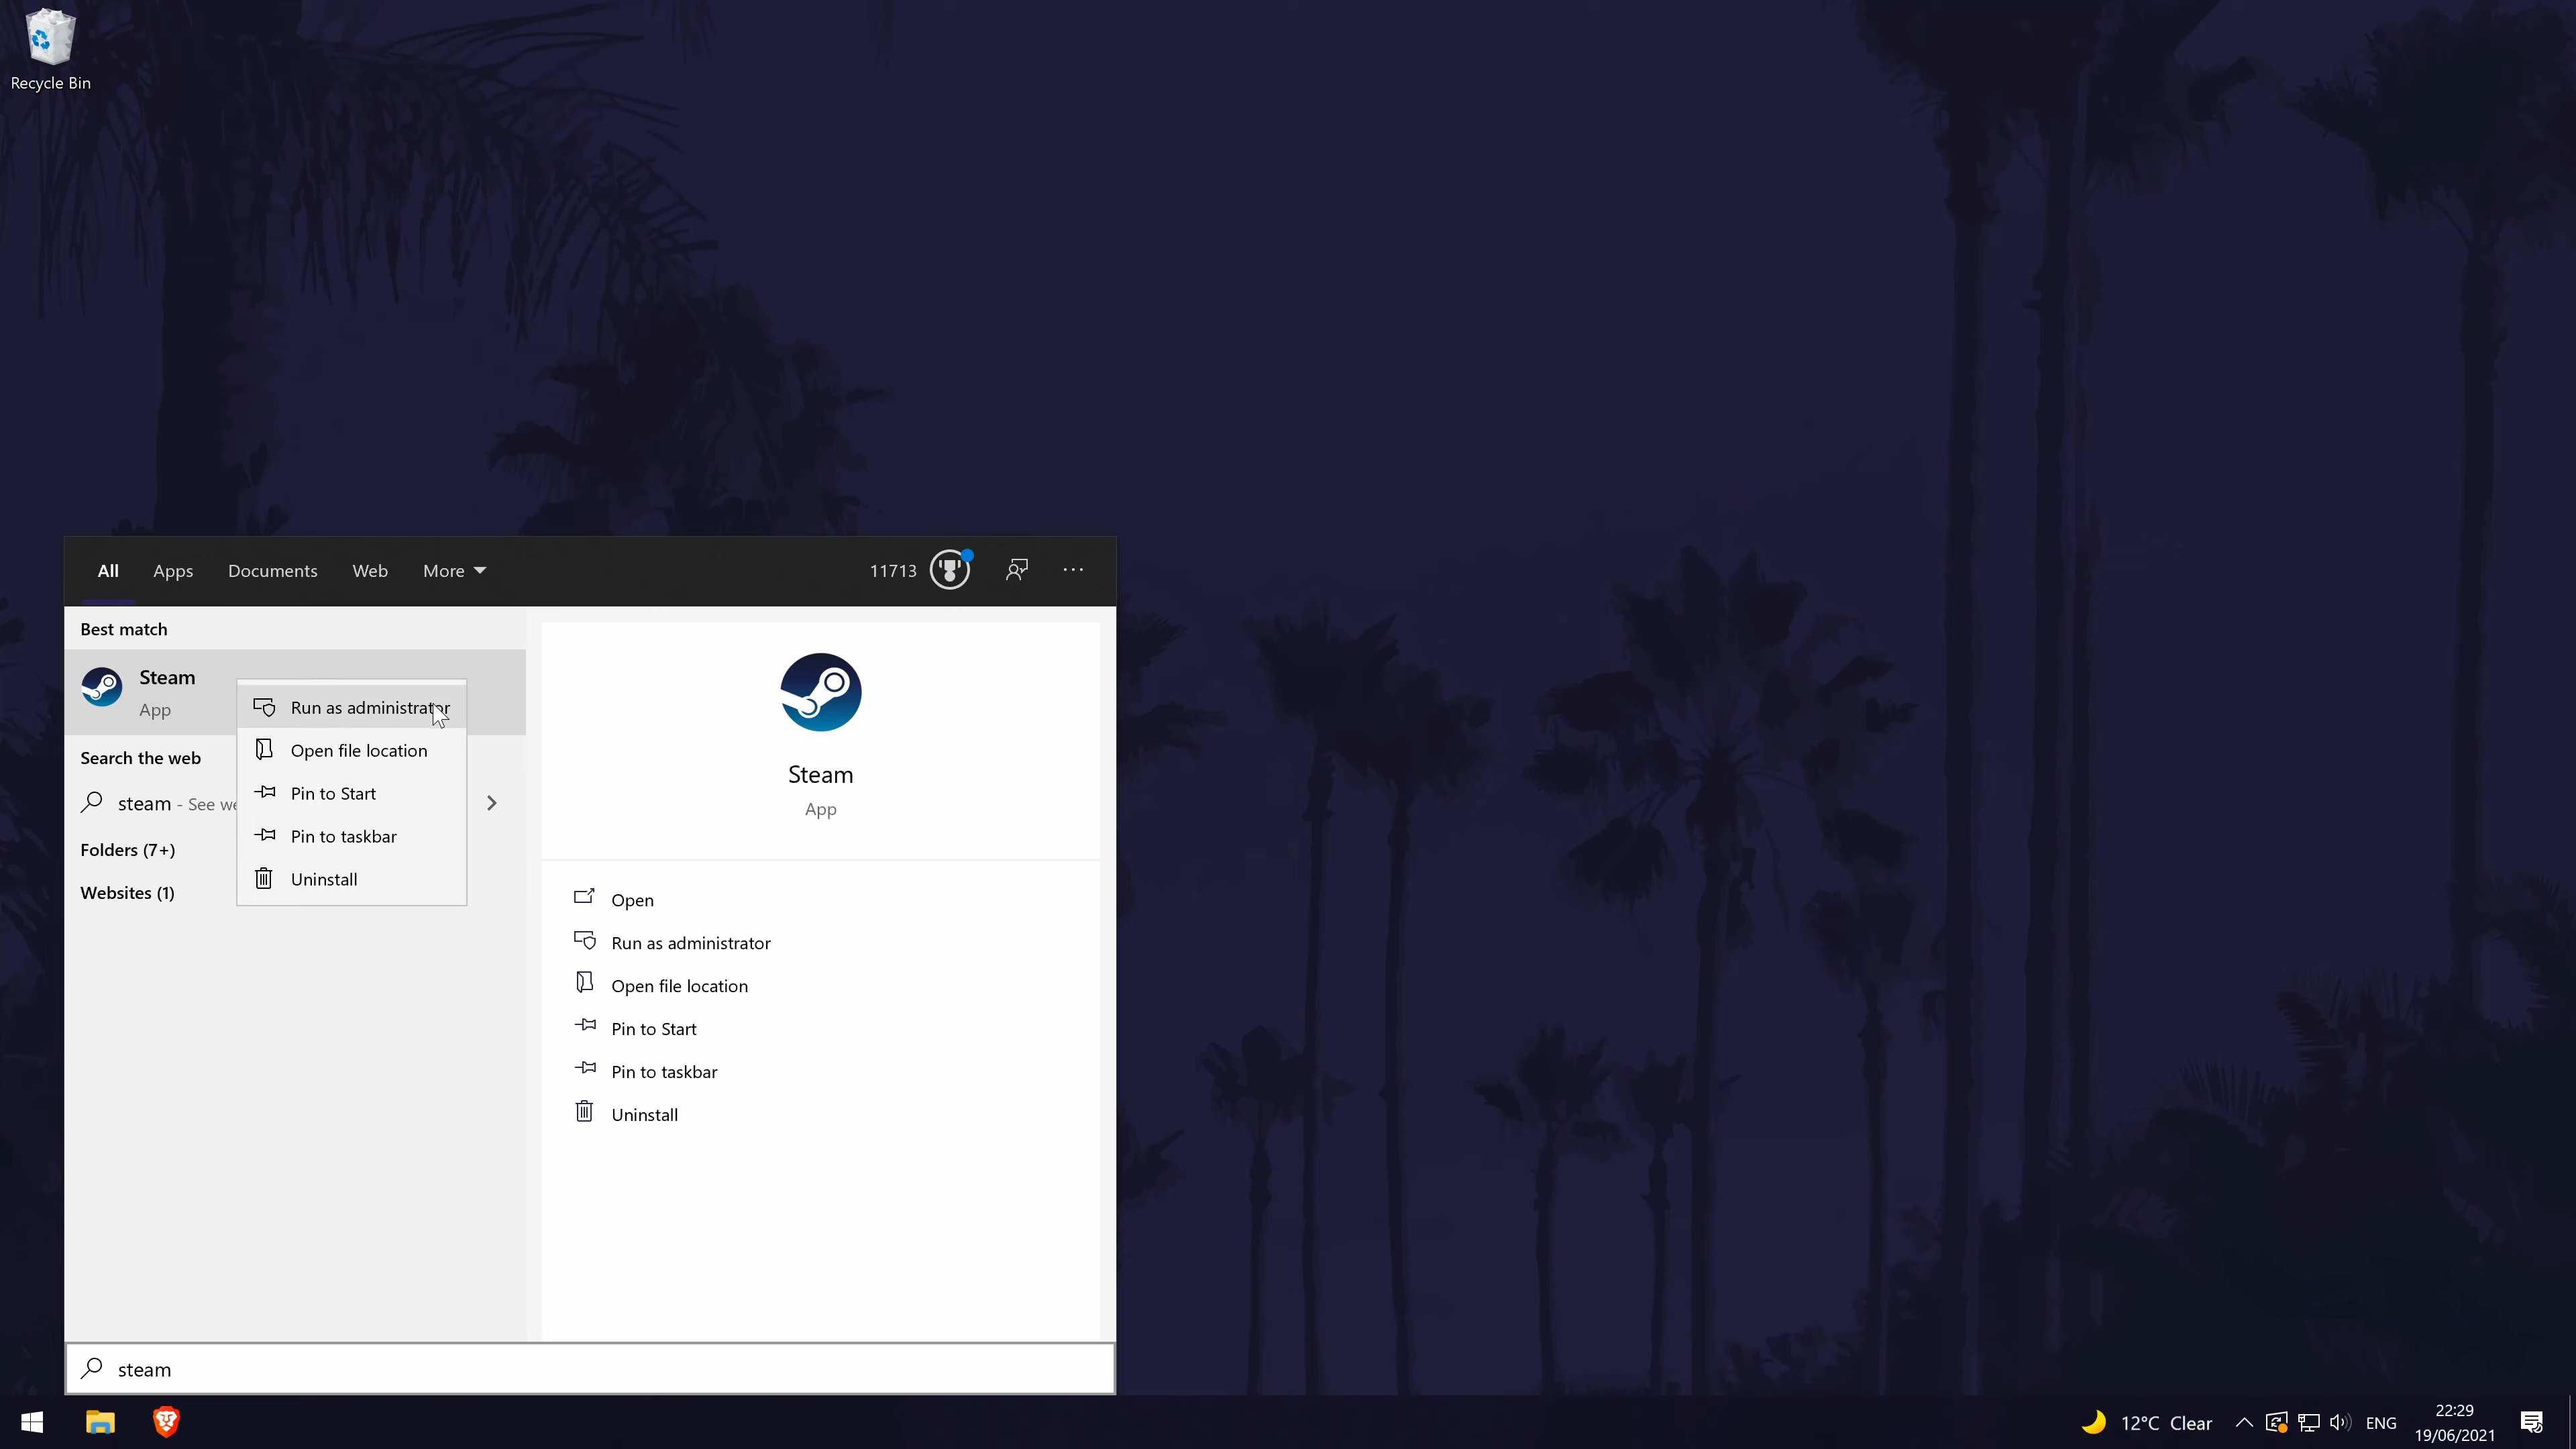 Recycle Bin
All Apps Documents Web More 11713
Best match
Steam
App
Run as administrator
Open file location
Pin to Start
Pin to taskbar
Uninstall
Search the web
steam - See
Folders (7+)
Websites (1)
Steam
App
Open
Run as administrator
Open file location
Pin to Start
Pin to taskbar
Uninstall
steam
12°C Clear
ENG
22:29
19/06/2021